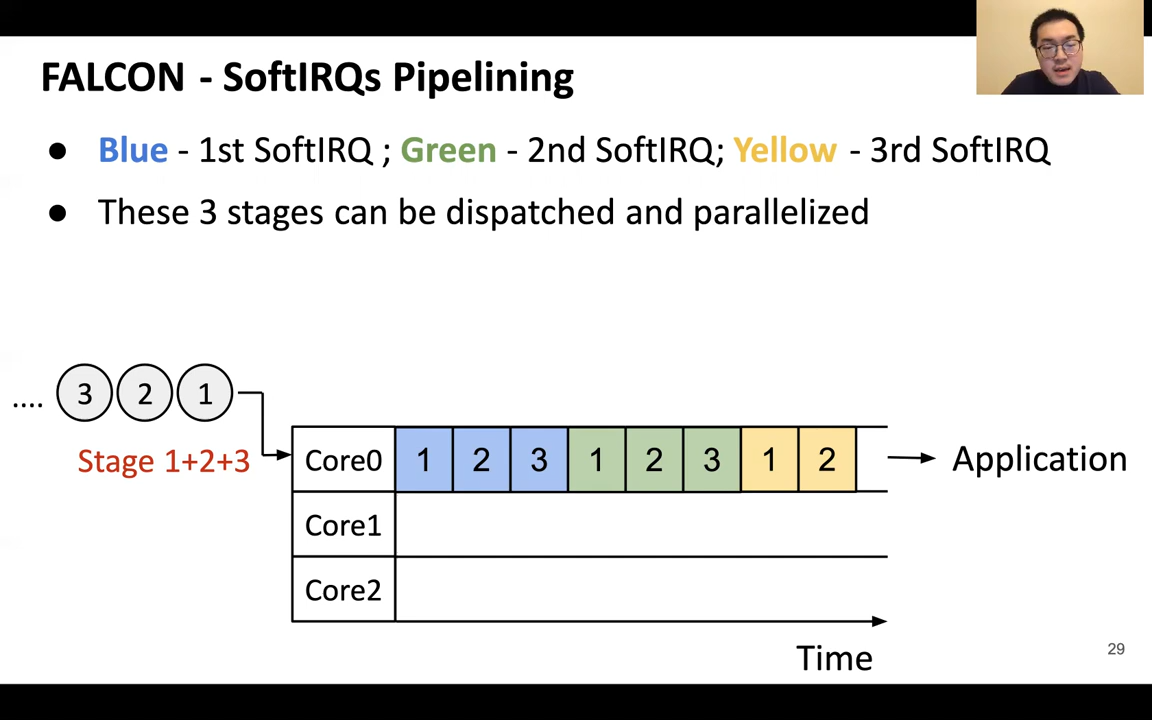 FALCON - SoftIRQs Pipelining
● Blue - 1st SoftIRQ ; Green - 2nd SoftIRQ; Yellow - 3rd SoftIRQ
● These 3 stages can be dispatched and parallelized
.... 3 2 1
Stage 1+2+3
Core0 1 2 3 1 2 3 1 2
Application
Core1
Core2
Time
29